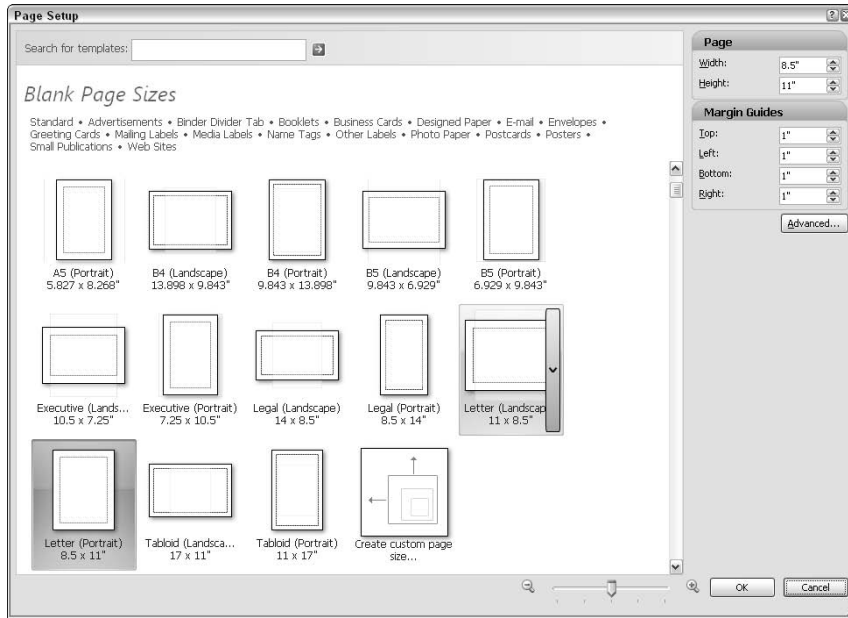 Page Setup
Search for templates:
Blank Page Sizes
Standard • Advertisements • Binder Divider Tab • Booklets • Business Cards • Designed Paper • E-mail • Envelopes •
Greeting Cards • Mailing Labels • Media Labels • Name Tags • Other Labels • Photo Paper • Postcards • Posters •
Small Publications • Web Sites
A5 (Portrait)
5.827 x 8.268"
B4 (Landscape)
13.898 x 9.843"
B4 (Portrait)
9.843 x 13.898"
B5 (Landscape)
9.843 x 6.929"
B5 (Portrait)
6.929 x 9.843"
Executive (Lands...
10.5 x 7.25"
Executive (Portrait)
7.25 x 10.5"
Legal (Landscape)
14 x 8.5"
Legal (Portrait)
8.5 x 14"
Letter (Landscap
11 x 8.5"
Letter (Portrait)
8.5 x 11"
Tabloid (Landsca...
17 x 11"
Tabloid (Portrait)
11 x 17"
Create custom page
size...
Page
Width: 8.5"
Height: 11"
Margin Guides
Top: 1"
Left: 1"
Bottom: 1"
Right: 1"
Advanced...
OK
Cancel